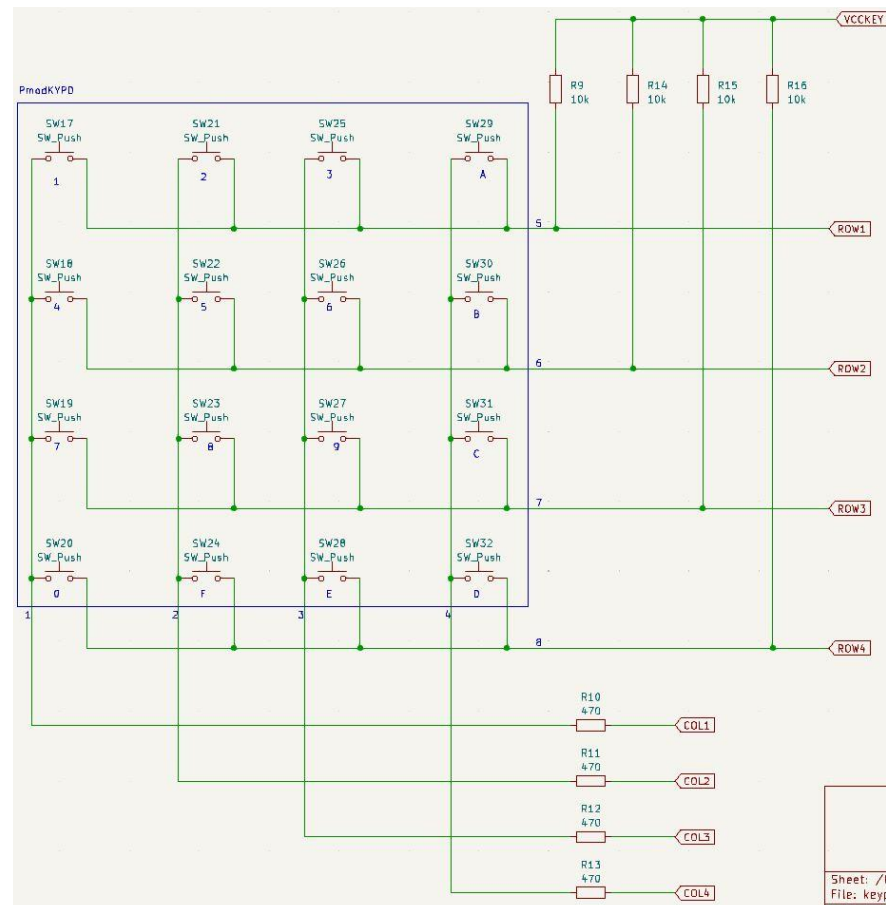 VCCKEY
R9
10k
R14
10k
R15
10k
R16
10k
PmodKYPD
SW17
SW_Push
1
SW21
SW_Push
2
SW25
SW_Push
3
SW29
SW_Push
A
5
ROW1
SW18
SW_Push
4
SW22
SW_Push
5
SW26
SW_Push
6
SW30
SW_Push
B
6
ROW2
SW19
SW_Push
7
SW23
SW_Push
8
SW27
SW_Push
9
SW31
SW_Push
C
7
ROW3
SW20
SW_Push
0
SW24
SW_Push
F
SW28
SW_Push
E
SW32
SW_Push
D
1
2
3
4
8
ROW4
R10
470
COL1
R11
470
COL2
R12
470
COL3
R13
470
COL4
Sheet: /
File: keyp